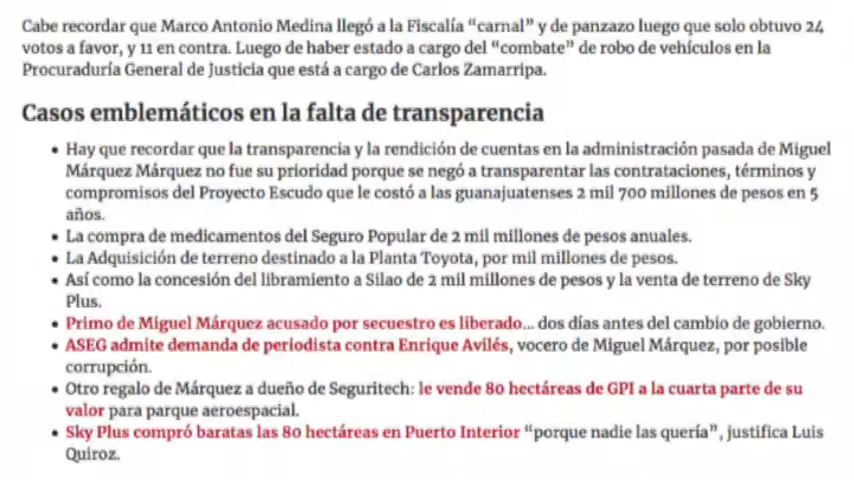 Cabe recordar que Marco Antonio Medina llegó a la Fiscalía “carnal” y de panzazo luego que solo obtuvo 24
votos a favor, y 11 en contra. Luego de haber estado a cargo del “combate” de robo de vehículos en la
Procuraduría General de Justicia que está a cargo de Carlos Zamarripa.
Casos emblemáticos en la falta de transparencia
• Hay que recordar que la transparencia y la rendición de cuentas en la administración pasada de Miguel
Márquez Márquez no fue su prioridad porque se negó a transparentar las contrataciones, términos y
compromisos del Proyecto Escudo que le costó a las guanajuatenses 2 mil 700 millones de pesos en 5
años.
• La compra de medicamentos del Seguro Popular de 2 mil millones de pesos anuales.
• La Adquisición de terreno destinado a la Planta Toyota, por mil millones de pesos.
• Así como la concesión del libramiento a Silao de 2 mil millones de pesos y la venta de terreno de Sky
Plus.
• Primo de Miguel Márquez acusado por secuestro es liberado... dos días antes del cambio de gobierno.
• ASEG admite demanda de periodista contra Enrique Avilés, vocero de Miguel Márquez, por posible
corrupción.
• Otro regalo de Márquez a dueño de Seguritech: le vende 80 hectáreas de GPI a la cuarta parte de su
valor para parque aeroespacial.
• Sky Plus compró baratas las 80 hectáreas en Puerto Interior “porque nadie las quería”, justifica Luis
Quiroz.